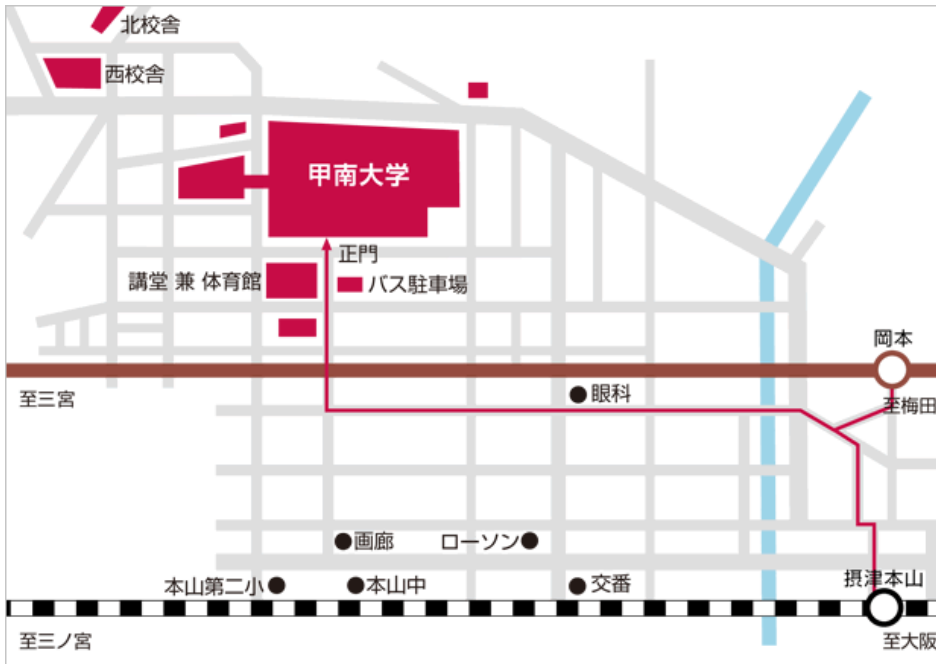 北校舎
西校舎
甲南大学
正門
講堂 兼 体育館
バス駐車場
岡本
至三宮
眼科
至梅田
画廊
ローソン
摂津本山
本山第二小
本山中
交番
至三ノ宮
至大阪